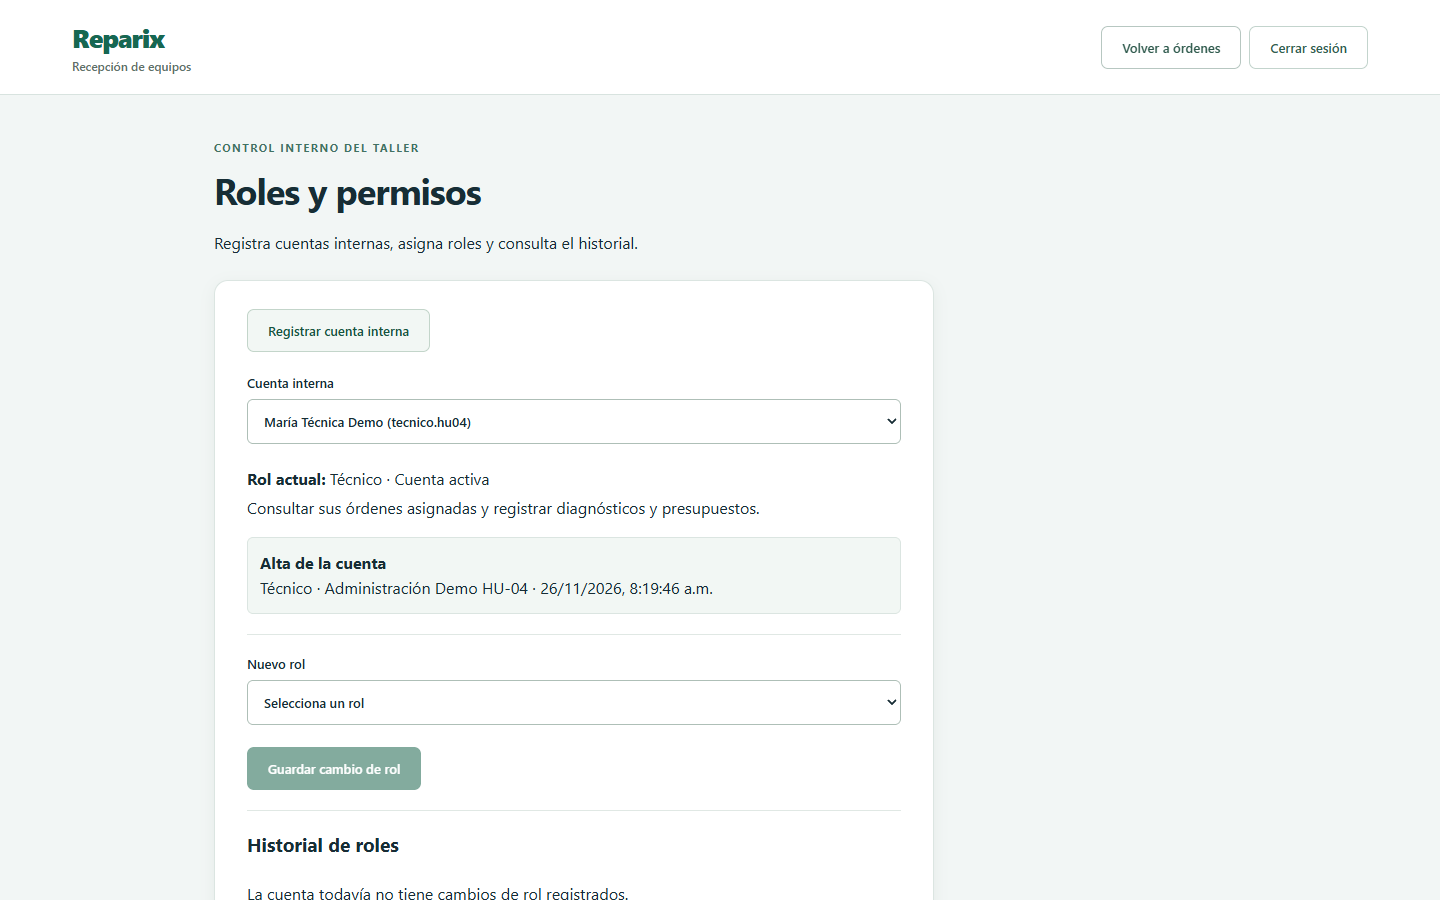 Reparix
Recepción de equipos
Volver a órdenes
Cerrar sesión
CONTROL INTERNO DEL TALLER
Roles y permisos
Registra cuentas internas, asigna roles y consulta el historial.
Registrar cuenta interna
Cuenta interna
María Técnica Demo (tecnico.hu04)
Rol actual: Técnico · Cuenta activa
Consultar sus órdenes asignadas y registrar diagnósticos y presupuestos.
Alta de la cuenta
Técnico · Administración Demo HU-04 · 26/11/2026, 8:19:46 a.m.
Nuevo rol
Selecciona un rol
Guardar cambio de rol
Historial de roles
La cuenta todavía no tiene cambios de rol registrados.